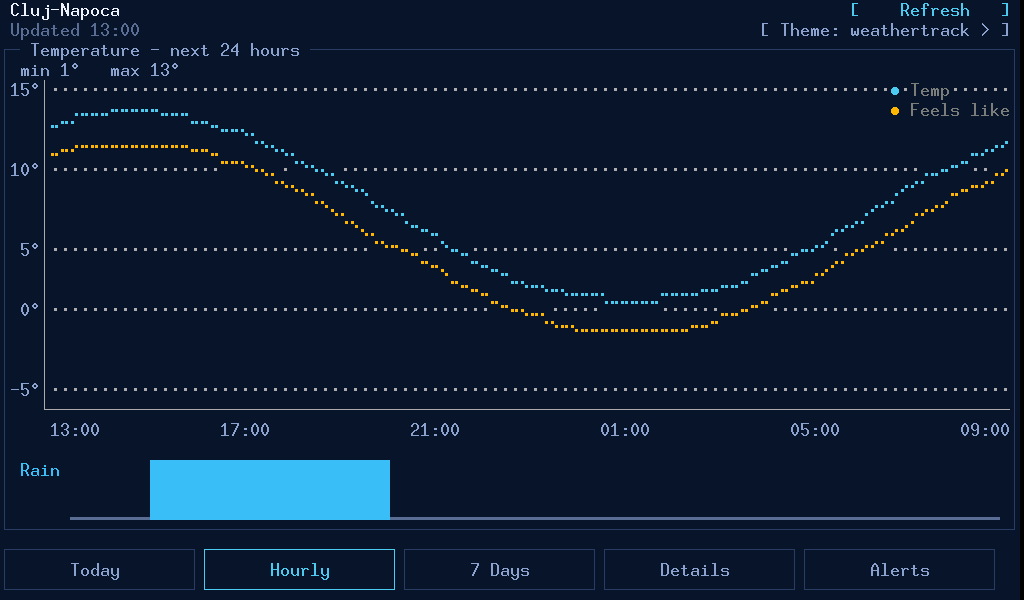 Cluj-Napoca [ Refresh ]
Updated 13:00 [ Theme: weathertrack > ]
Temperature - next 24 hours
min 1° max 13°
15° Temp
Feels like
10°
5°
0°
-5°
13:00 17:00 21:00 01:00 05:00 09:00
Rain
Today Hourly 7 Days Details Alerts